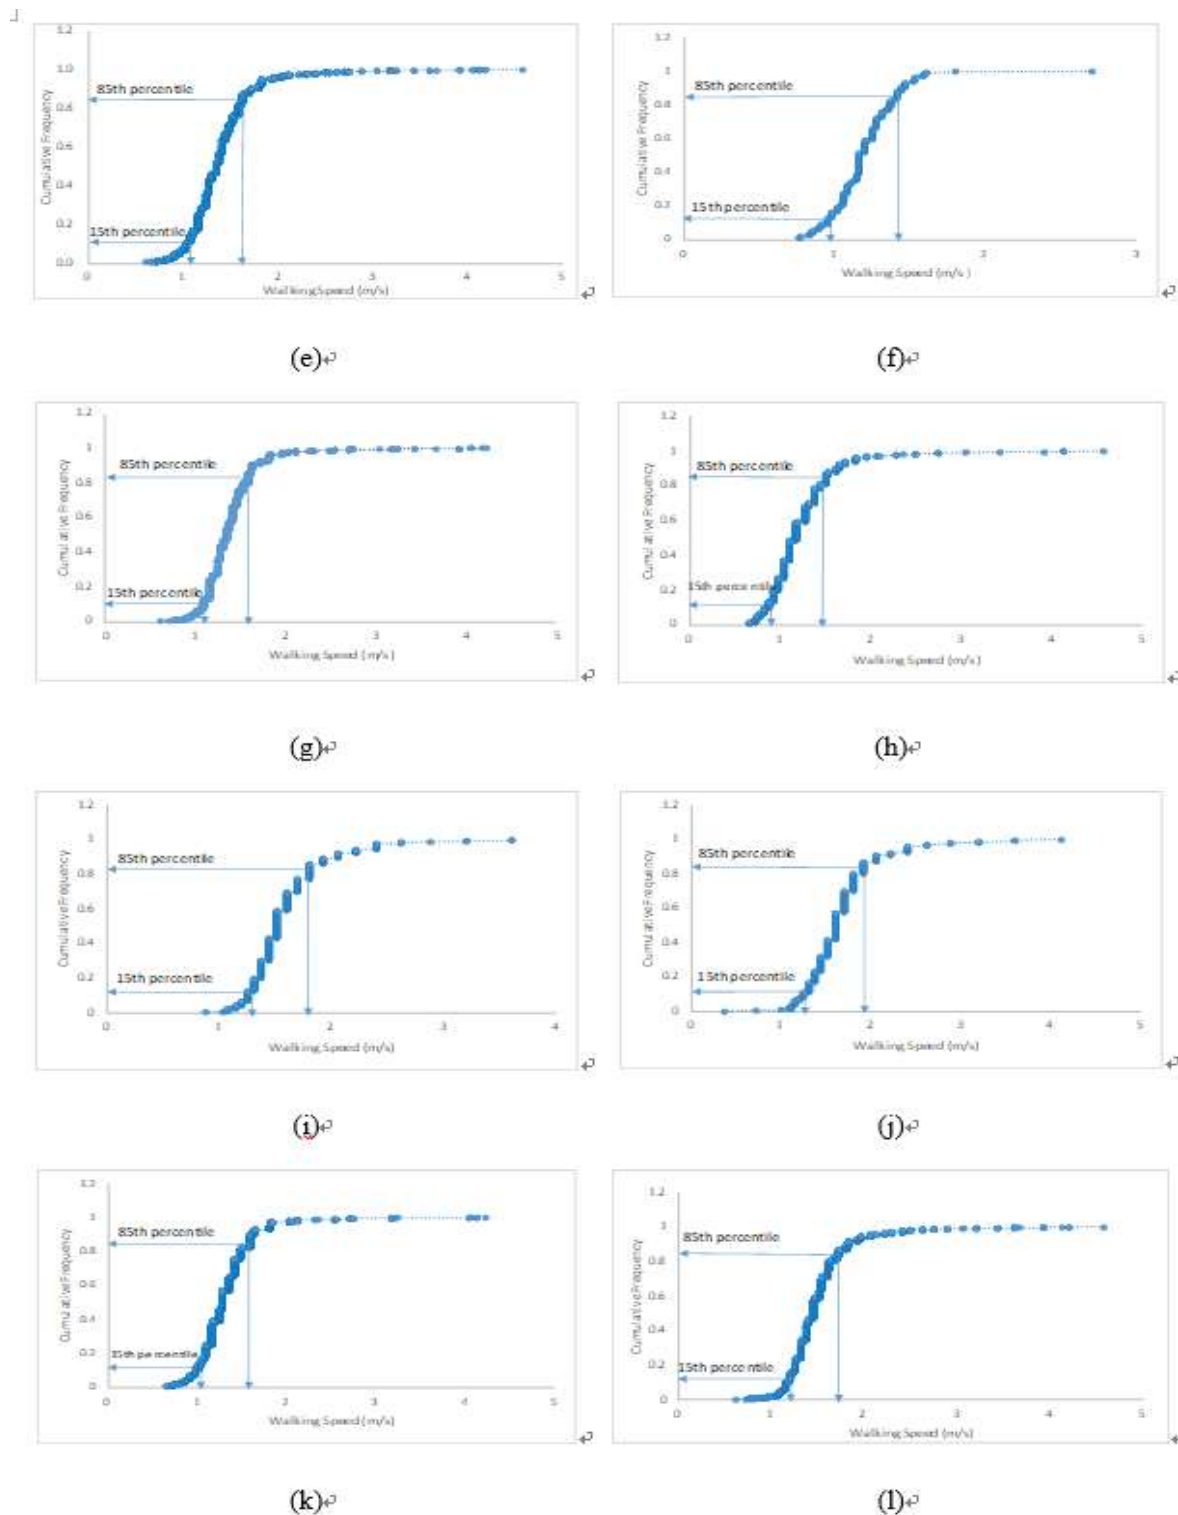 1.2
1.0
85th percentile
0.8
0.6
0.4
0.2
15th percentile
0.0
0 1 2 3 4 5
Cumulative Frequency
Walking Speed (m/s)
(e)
1.2
1
85th percentile
0.8
0.6
0.4
0.2
15th percentile
0
0 1 2 3
Cumulative Frequency
Walking Speed (m/s)
(f)
1.2
1
85th percentile
0.8
0.6
0.4
0.2
15th percentile
0
0 1 2 3 4 5
Cumulative Frequency
Walking Speed (m/s)
(g)
1.2
1
85th percentile
0.8
0.6
0.4
0.2
15th percentile
0
0 1 2 3 4 5
Cumulative Frequency
Walking Speed (m/s)
(h)
1.2
1
85th percentile
0.8
0.6
0.4
0.2
15th percentile
0
0 1 2 3 4
Cumulative Frequency
Walking Speed (m/s)
(i)
1.2
1
85th percentile
0.8
0.6
0.4
0.2
15th percentile
0
0 1 2 3 4 5
Cumulative Frequency
Walking Speed (m/s)
(j)
1.2
1
85th percentile
0.8
0.6
0.4
0.2
15th percentile
0
0 1 2 3 4 5
Cumulative Frequency
Walking Speed (m/s)
(k)
1.2
1
85th percentile
0.8
0.6
0.4
0.2
15th percentile
0
0 1 2 3 4 5
Cumulative Frequency
Walking Speed (m/s)
(l)